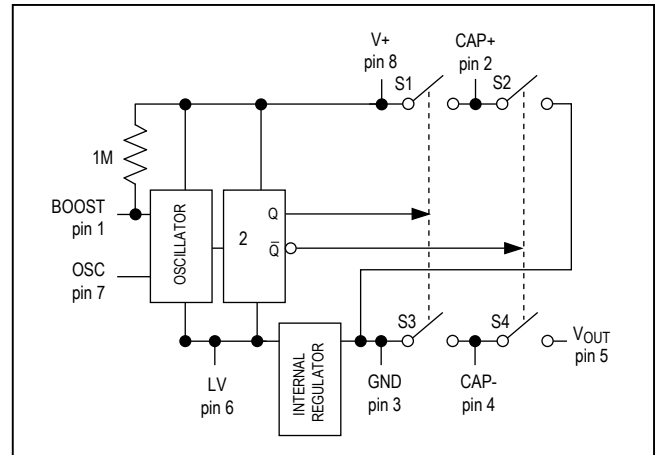 V+
pin 8
CAP+
pin 2
S1
S2
1M
BOOST
pin 1
OSC
pin 7
OSCILLATOR
2
Q
Q
S3
S4
VOUT
pin 5
LV
pin 6
INTERNAL
REGULATOR
GND
pin 3
CAP-
pin 4